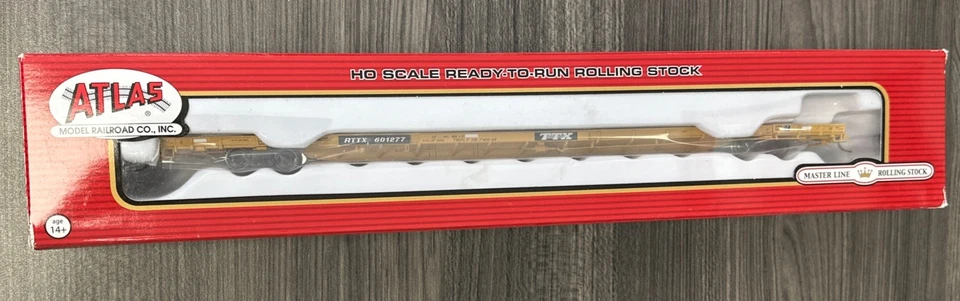 HO SCALE READY-TO-RUN ROLLING STOCK
ATLAS®
MODEL RAILROAD CO., INC.
RTTX 601277
TTX
MASTER LINE ROLLING STOCK
age
14+